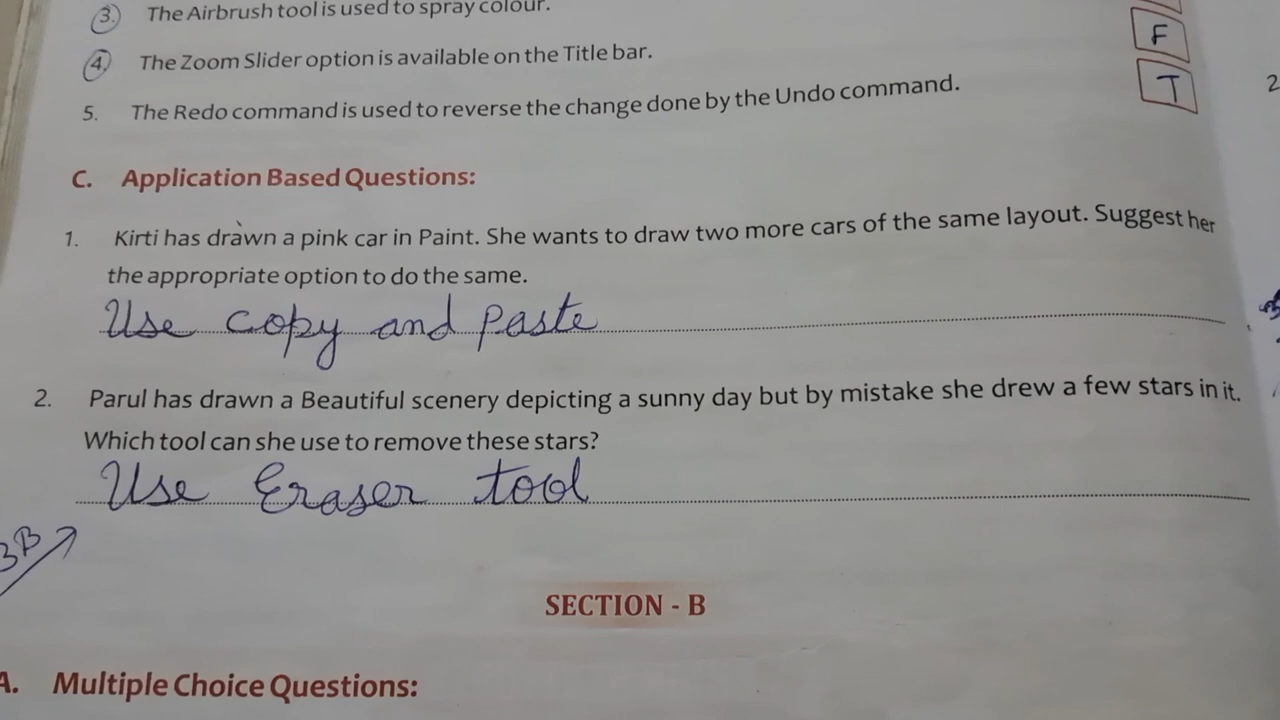 3. The Airbrush tool is used to spray colour.
4. The Zoom Slider option is available on the Title bar. F
5. The Redo command is used to reverse the change done by the Undo command. T
2
C. Application Based Questions:
1. Kirti has drawn a pink car in Paint. She wants to draw two more cars of the same layout. Suggest her
the appropriate option to do the same.
Use copy and paste
2. Parul has drawn a Beautiful scenery depicting a sunny day but by mistake she drew a few stars in it.
Which tool can she use to remove these stars?
Use Eraser tool
3B
SECTION - B
A. Multiple Choice Questions: